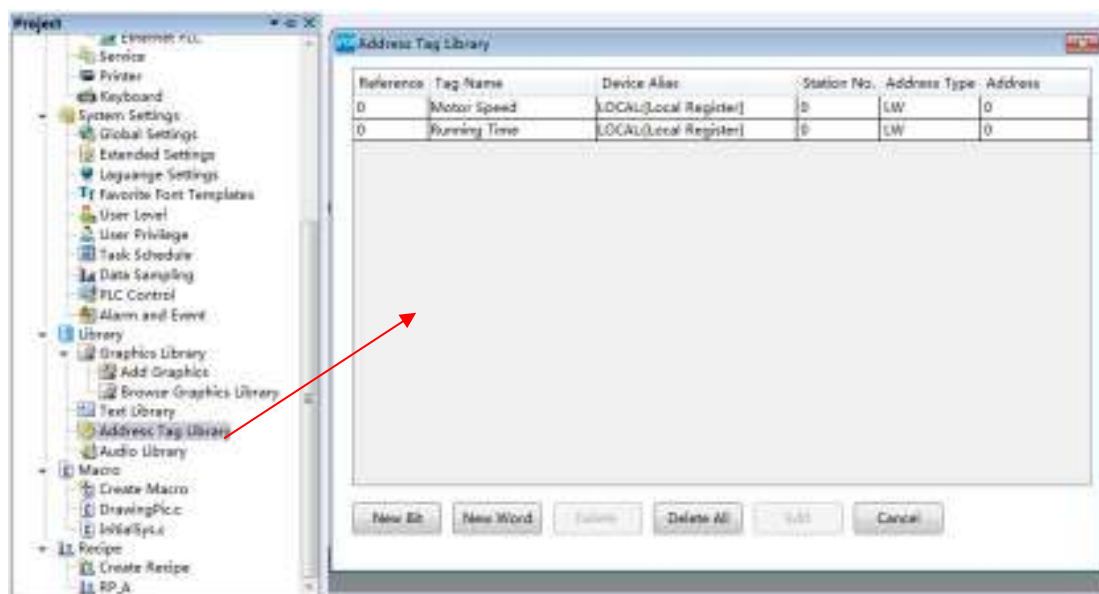 Project
Ethernet PLC
Service
Printer
Keyboard
System Settings
Global Settings
Extended Settings
Laguange Settings
Favorite Font Templates
User Level
User Privilege
Task Schedule
Data Sampling
PLC Control
Alarm and Event
Library
Graphics Library
Add Graphics
Browse Graphics Library
Text Library
Address Tag Library
Audio Library
Macro
Create Macro
DrawingPic.c
InitialSys.c
Recipe
Create Recipe
RP_A
Address Tag Library
Reference Tag Name Device Alias Station No. Address Type Address
0 Motor Speed LOCAL:[Local Register] 0 LW 0
0 Running Time LOCAL:[Local Register] 0 LW 0
New Bit New Word Delete Delete All Edit Cancel